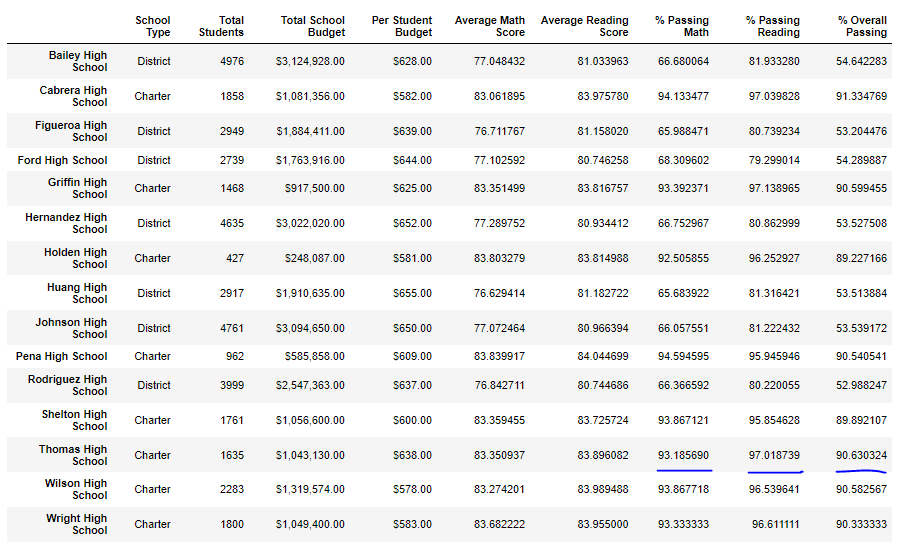 School Type Total Students Total School Budget Per Student Budget Average Math Score Average Reading Score % Passing Math % Passing Reading % Overall Passing
Bailey High School District 4976 $3,124,928.00 $628.00 77.048432 81.033963 66.680064 81.933280 54.642283
Cabrera High School Charter 1858 $1,081,356.00 $582.00 83.061895 83.975780 94.133477 97.039828 91.334769
Figueroa High School District 2949 $1,884,411.00 $639.00 76.711767 81.158020 65.988471 80.739234 53.204476
Ford High School District 2739 $1,763,916.00 $644.00 77.102592 80.746258 68.309602 79.299014 54.289887
Griffin High School Charter 1468 $917,500.00 $625.00 83.351499 83.816757 93.392371 97.138965 90.599455
Hernandez High School District 4635 $3,022,020.00 $652.00 77.289752 80.934412 66.752967 80.862999 53.527508
Holden High School Charter 427 $248,087.00 $581.00 83.803279 83.814988 92.505855 96.252927 89.227166
Huang High School District 2917 $1,910,635.00 $655.00 76.629414 81.182722 65.683922 81.316421 53.513884
Johnson High School District 4761 $3,094,650.00 $650.00 77.072464 80.966394 66.057551 81.222432 53.539172
Pena High School Charter 962 $585,858.00 $609.00 83.839917 84.044699 94.594595 95.945946 90.540541
Rodriguez High School District 3999 $2,547,363.00 $637.00 76.842711 80.744686 66.366592 80.220055 52.988247
Shelton High School Charter 1761 $1,056,600.00 $600.00 83.359455 83.725724 93.867121 95.854628 89.892107
Thomas High School Charter 1635 $1,043,130.00 $638.00 83.350937 83.896082 93.185690 97.018739 90.630324
Wilson High School Charter 2283 $1,319,574.00 $578.00 83.274201 83.989488 93.867718 96.539641 90.582567
Wright High School Charter 1800 $1,049,400.00 $583.00 83.682222 83.955000 93.333333 96.611111 90.333333